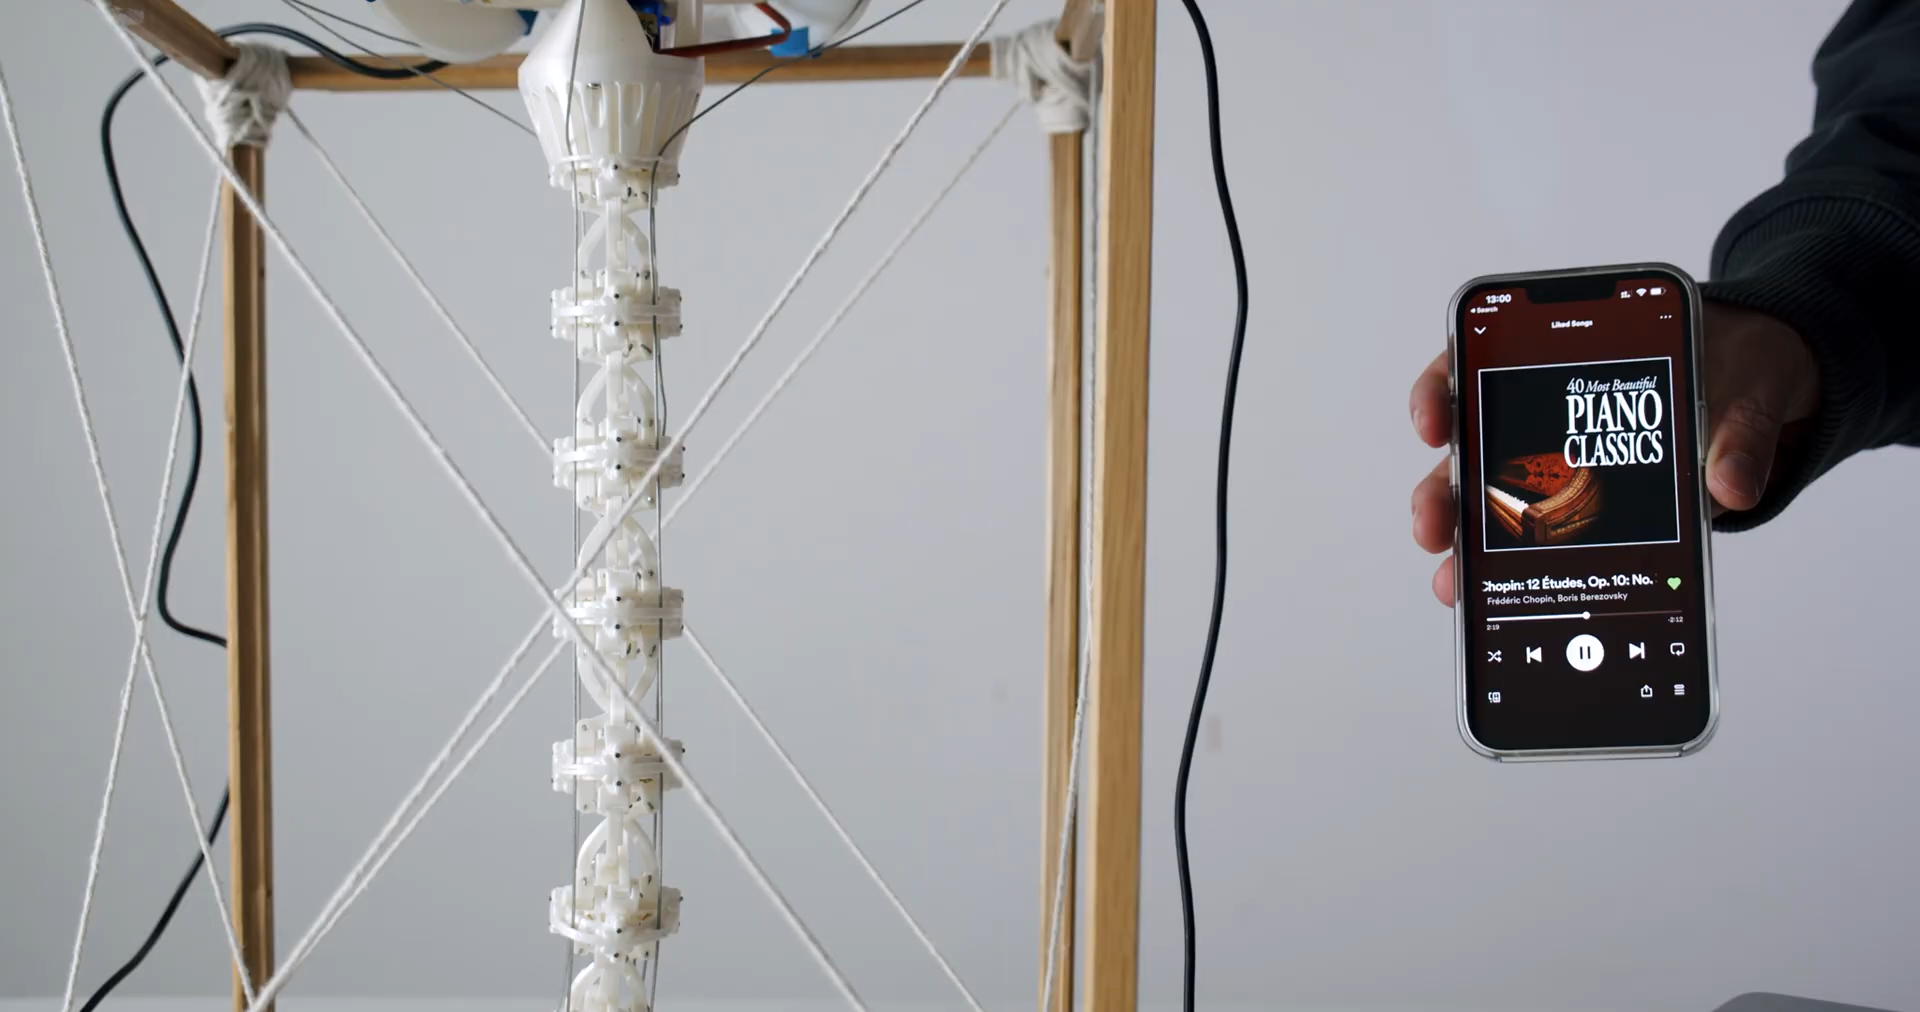 13:00
Search
Liked Songs
40 Most Beautiful
PIANO
CLASSICS
Chopin: 12 Études, Op. 10: No.
Frédéric Chopin, Boris Berezovsky
2:19
-2:12